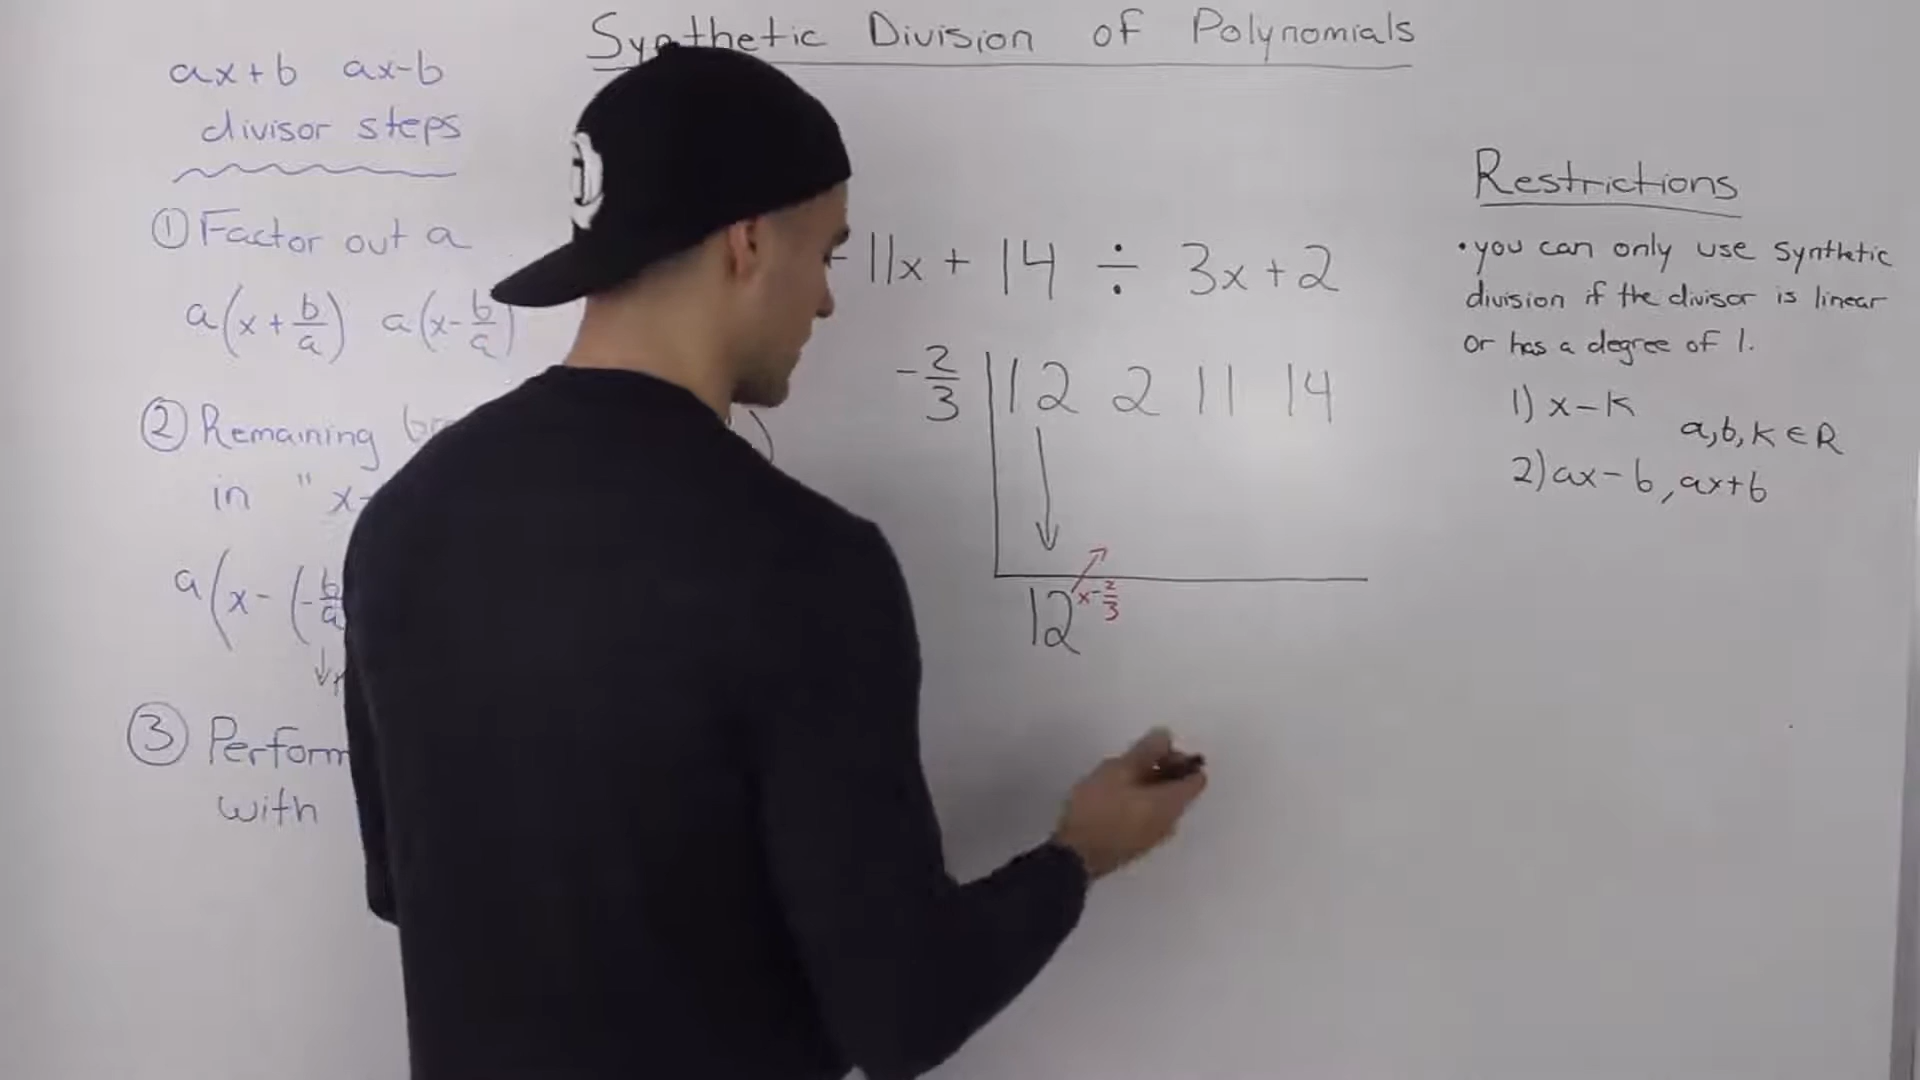 Synthetic Division of Polynomials
ax+b ax-b
divisor steps
① Factor out a
a(x+b/a) a(x-b/a)
② Remaining
in "x-
a(x-(-b/a
③ Perform
with
11x + 14 ÷ 3x+2
-2/3 | 12 2 11 14
x-2/3
12
Restrictions
• you can only use synthetic
division if the divisor is linear
or has a degree of 1.
1) x-K
a,b,K ∈ R
2) ax-b, ax+b